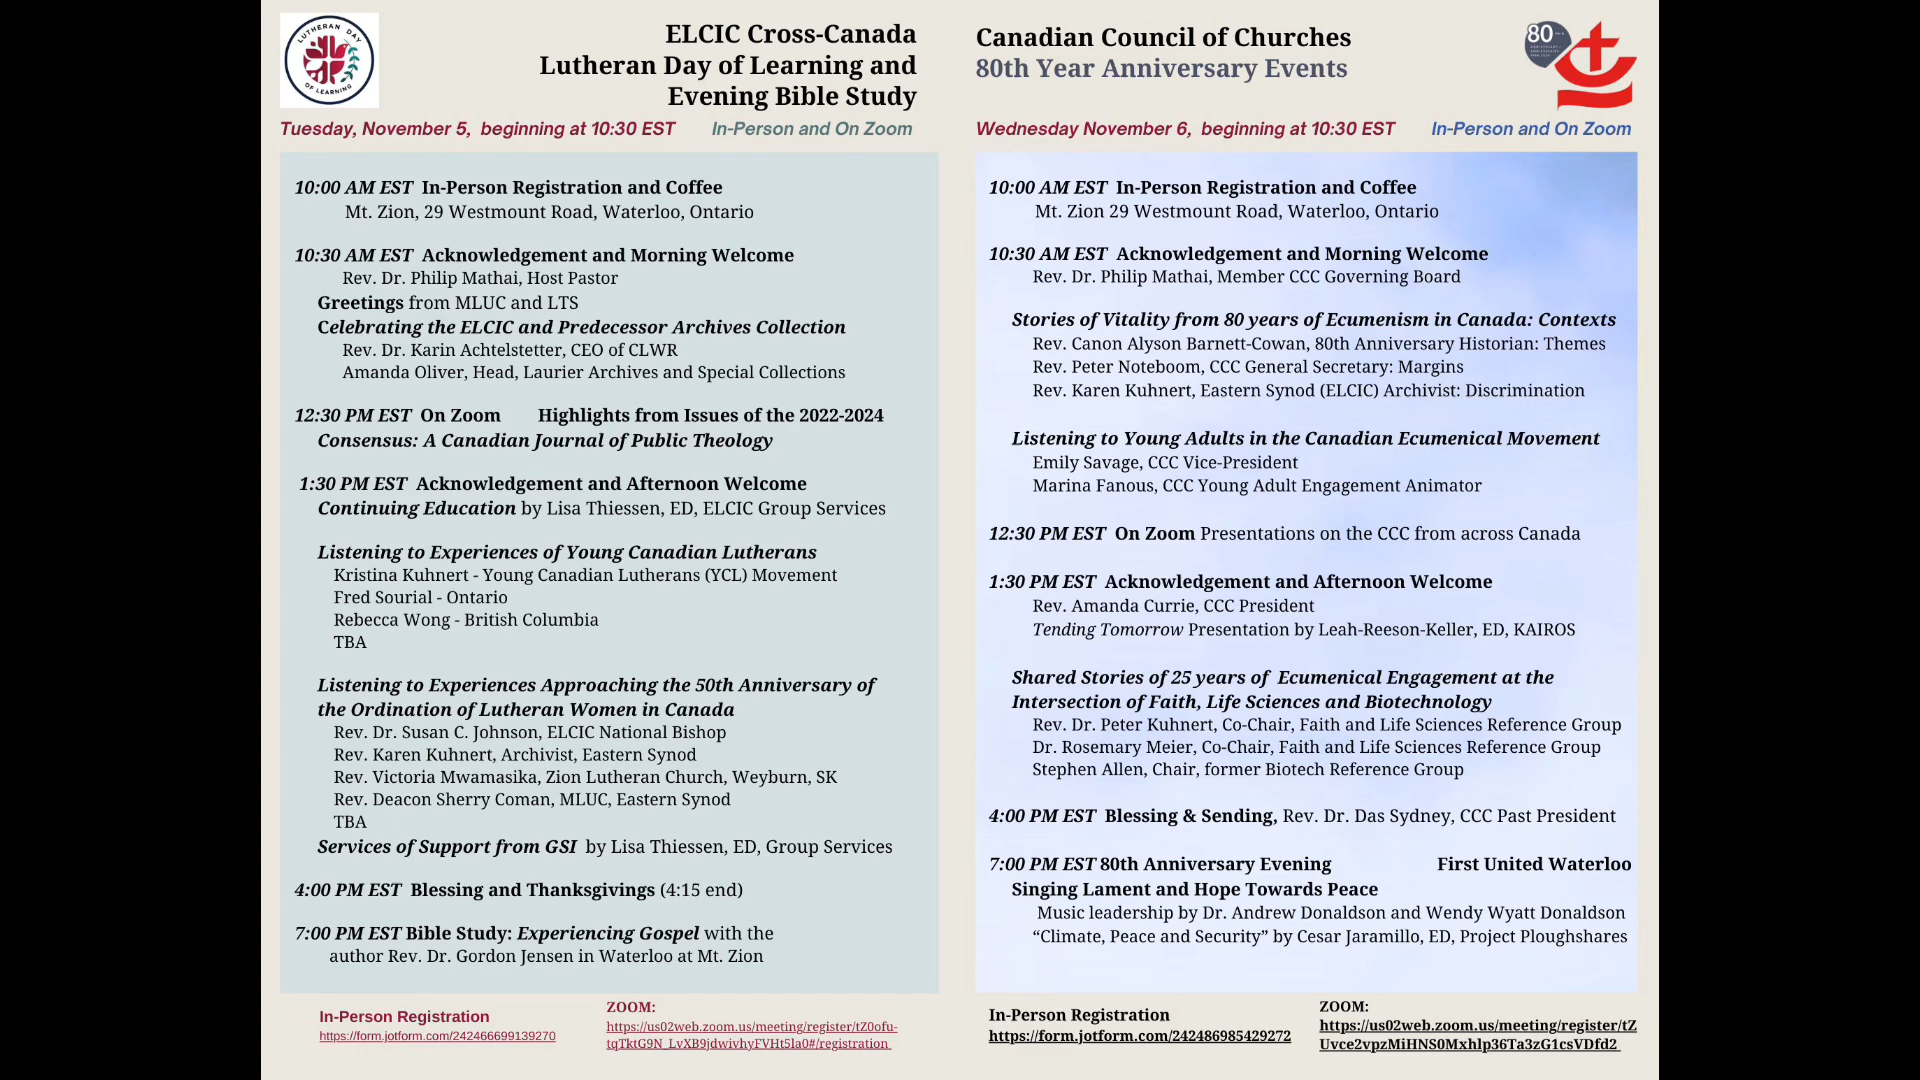 LUTHERAN DAY
OF LEARNING
ELCIC Cross-Canada
Lutheran Day of Learning and
Evening Bible Study
Tuesday, November 5, beginning at 10:30 EST In-Person and On Zoom
10:00 AM EST In-Person Registration and Coffee
Mt. Zion, 29 Westmount Road, Waterloo, Ontario
10:30 AM EST Acknowledgement and Morning Welcome
Rev. Dr. Philip Mathai, Host Pastor
Greetings from MLUC and LTS
Celebrating the ELCIC and Predecessor Archives Collection
Rev. Dr. Karin Achtelstetter, CEO of CLWR
Amanda Oliver, Head, Laurier Archives and Special Collections
12:30 PM EST On Zoom Highlights from Issues of the 2022-2024
Consensus: A Canadian Journal of Public Theology
1:30 PM EST Acknowledgement and Afternoon Welcome
Continuing Education by Lisa Thiessen, ED, ELCIC Group Services
Listening to Experiences of Young Canadian Lutherans
Kristina Kuhnert - Young Canadian Lutherans (YCL) Movement
Fred Sourial - Ontario
Rebecca Wong - British Columbia
TBA
Listening to Experiences Approaching the 50th Anniversary of
the Ordination of Lutheran Women in Canada
Rev. Dr. Susan C. Johnson, ELCIC National Bishop
Rev. Karen Kuhnert, Archivist, Eastern Synod
Rev. Victoria Mwamasika, Zion Lutheran Church, Weyburn, SK
Rev. Deacon Sherry Coman, MLUC, Eastern Synod
TBA
Services of Support from GSI by Lisa Thiessen, ED, Group Services
4:00 PM EST Blessing and Thanksgivings (4:15 end)
7:00 PM EST Bible Study: Experiencing Gospel with the
author Rev. Dr. Gordon Jensen in Waterloo at Mt. Zion
In-Person Registration
https://form.jotform.com/242466699139270
ZOOM:
https://us02web.zoom.us/meeting/register/tZ0ofu-
tqTktG9N_LvXB9jdwivhyFVHt5la0#/registration
Canadian Council of Churches
80th Year Anniversary Events
80
Wednesday November 6, beginning at 10:30 EST In-Person and On Zoom
10:00 AM EST In-Person Registration and Coffee
Mt. Zion 29 Westmount Road, Waterloo, Ontario
10:30 AM EST Acknowledgement and Morning Welcome
Rev. Dr. Philip Mathai, Member CCC Governing Board
Stories of Vitality from 80 years of Ecumenism in Canada: Contexts
Rev. Canon Alyson Barnett-Cowan, 80th Anniversary Historian: Themes
Rev. Peter Noteboom, CCC General Secretary: Margins
Rev. Karen Kuhnert, Eastern Synod (ELCIC) Archivist: Discrimination
Listening to Young Adults in the Canadian Ecumenical Movement
Emily Savage, CCC Vice-President
Marina Fanous, CCC Young Adult Engagement Animator
12:30 PM EST On Zoom Presentations on the CCC from across Canada
1:30 PM EST Acknowledgement and Afternoon Welcome
Rev. Amanda Currie, CCC President
Tending Tomorrow Presentation by Leah-Reeson-Keller, ED, KAIROS
Shared Stories of 25 years of Ecumenical Engagement at the
Intersection of Faith, Life Sciences and Biotechnology
Rev. Dr. Peter Kuhnert, Co-Chair, Faith and Life Sciences Reference Group
Dr. Rosemary Meier, Co-Chair, Faith and Life Sciences Reference Group
Stephen Allen, Chair, former Biotech Reference Group
4:00 PM EST Blessing & Sending, Rev. Dr. Das Sydney, CCC Past President
7:00 PM EST 80th Anniversary Evening First United Waterloo
Singing Lament and Hope Towards Peace
Music leadership by Dr. Andrew Donaldson and Wendy Wyatt Donaldson
“Climate, Peace and Security” by Cesar Jaramillo, ED, Project Ploughshares
In-Person Registration
https://form.jotform.com/242486985429272
ZOOM:
https://us02web.zoom.us/meeting/register/tZ
Uvce2vpzMiHNS0Mxhlp36Ta3zG1csVDfd2